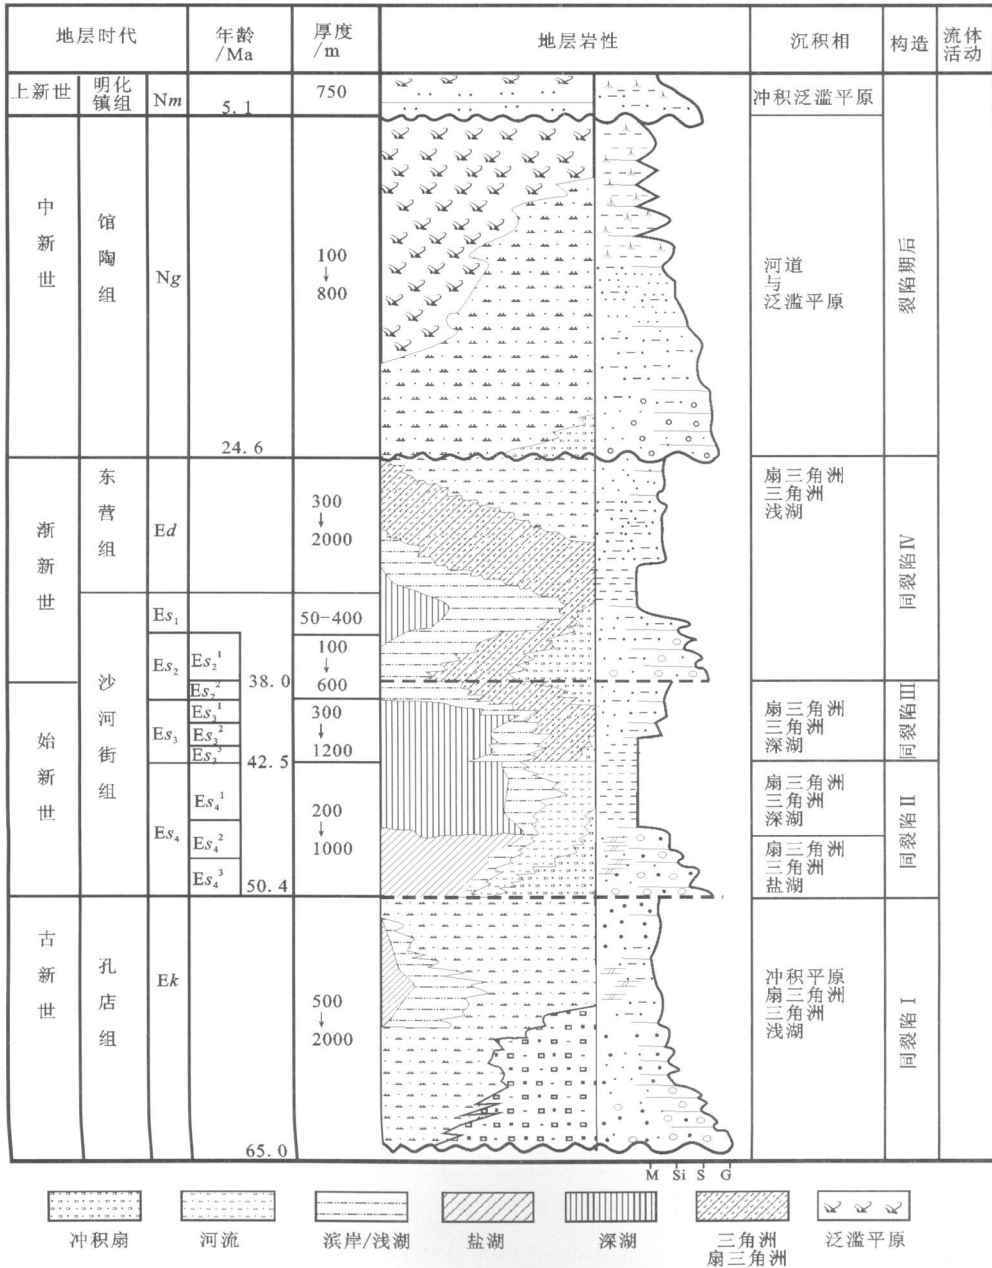 地层时代
年龄
/Ma
厚度
/m
地层岩性
沉积相
构造
流体
活动
上新世
明化
镇组
Nm
5.1
750
冲积泛滥平原
中新世
馆陶组
Ng
24.6
100
↓
800
河道
与
泛滥平原
裂陷期后
渐新世
东营组
Ed
300
↓
2000
扇三角洲
三角洲
浅湖
同裂陷Ⅳ
沙河街组
Es₁
50-400
Es₂
Es₂¹
38.0
100
↓
600
Es₂²
始新世
Es₃
Es₃¹
Es₃²
Es₃³
42.5
300
↓
1200
扇三角洲
三角洲
深湖
同裂陷Ⅲ
Es₄
Es₄¹
Es₄²
Es₄³
50.4
200
↓
1000
扇三角洲
三角洲
深湖
扇三角洲
三角洲
盐湖
同裂陷Ⅱ
古新世
孔店组
Ek
65.0
500
↓
2000
冲积平原
扇三角洲
三角洲
浅湖
同裂陷Ⅰ
M Si S G
冲积扇
河流
滨岸/浅湖
盐湖
深湖
三角洲
扇三角洲
泛滥平原